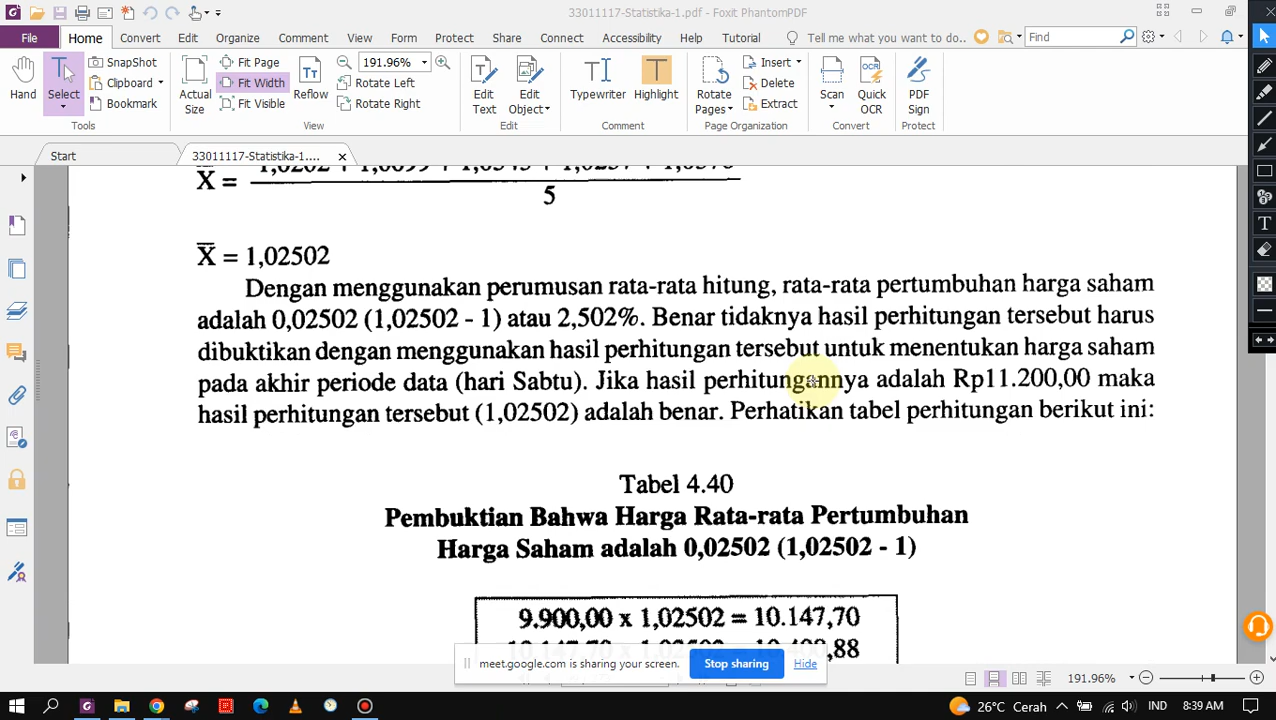 33011117-Statistika-1.pdf - Foxit PhantomPDF
File Home Convert Edit Organize Comment View Form Protect Share Connect Accessibility Help Tutorial Tell me what you want to do... Find
Hand
Select
SnapShot
Clipboard
Bookmark
Tools
Actual
Size
Fit Page
Fit Width
Fit Visible
Reflow
191.96%
Rotate Left
Rotate Right
View
Edit
Text
Edit
Object
Edit
Typewriter
Highlight
Comment
Rotate
Pages
Insert
Delete
Extract
Page Organization
Scan
Quick
OCR
Convert
PDF
Sign
Protect
Start
33011117-Statistika-1....
X =
5
X = 1,02502
Dengan menggunakan perumusan rata-rata hitung, rata-rata pertumbuhan harga saham
adalah 0,02502 (1,02502 - 1) atau 2,502%. Benar tidaknya hasil perhitungan tersebut harus
dibuktikan dengan menggunakan hasil perhitungan tersebut untuk menentukan harga saham
pada akhir periode data (hari Sabtu). Jika hasil perhitungannya adalah Rp11.200,00 maka
hasil perhitungan tersebut (1,02502) adalah benar. Perhatikan tabel perhitungan berikut ini:
Tabel 4.40
Pembuktian Bahwa Harga Rata-rata Pertumbuhan
Harga Saham adalah 0,02502 (1,02502 - 1)
9.900,00 x 1,02502 = 10.147,70
meet.google.com is sharing your screen. Stop sharing Hide
191.96%
26°C Cerah IND 8:39 AM